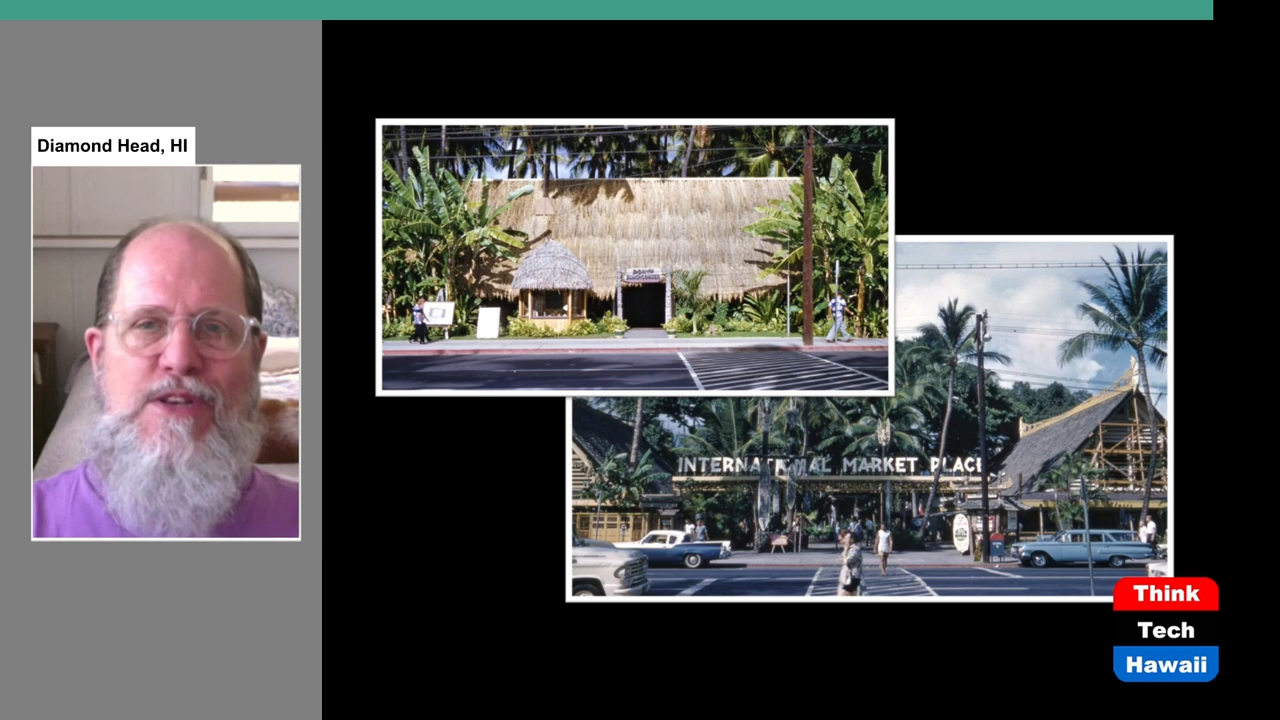 Diamond Head, HI
INTERNATIONAL MARKET PLACE
Think
Tech
Hawaii